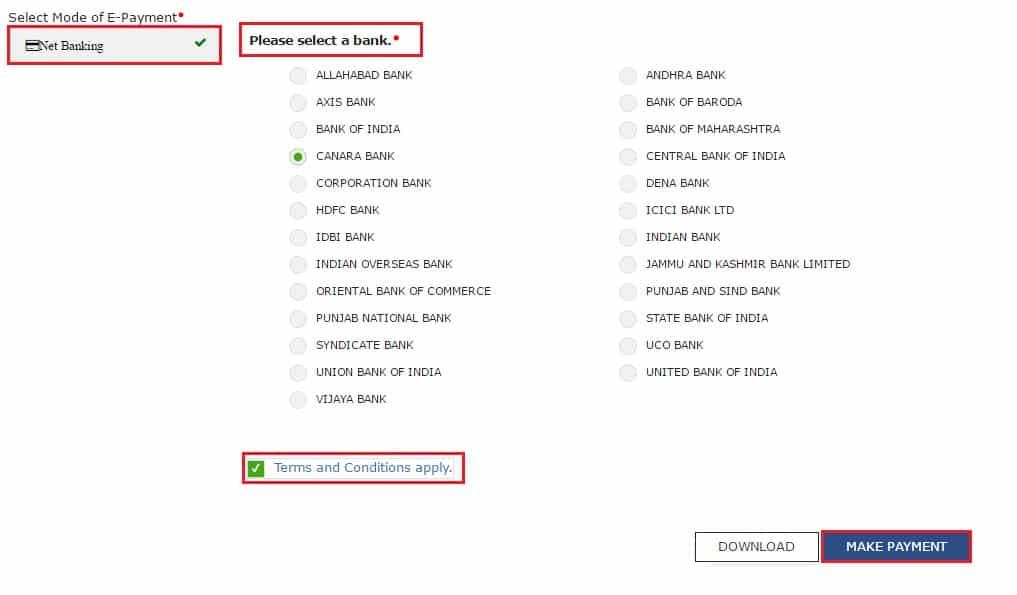 Select Mode of E-Payment*
Net Banking
Please select a bank.*
ALLAHABAD BANK
ANDHRA BANK
AXIS BANK
BANK OF BARODA
BANK OF INDIA
BANK OF MAHARASHTRA
CANARA BANK
CENTRAL BANK OF INDIA
CORPORATION BANK
DENA BANK
HDFC BANK
ICICI BANK LTD
IDBI BANK
INDIAN BANK
INDIAN OVERSEAS BANK
JAMMU AND KASHMIR BANK LIMITED
ORIENTAL BANK OF COMMERCE
PUNJAB AND SIND BANK
PUNJAB NATIONAL BANK
STATE BANK OF INDIA
SYNDICATE BANK
UCO BANK
UNION BANK OF INDIA
UNITED BANK OF INDIA
VIJAYA BANK
Terms and Conditions apply.
DOWNLOAD
MAKE PAYMENT